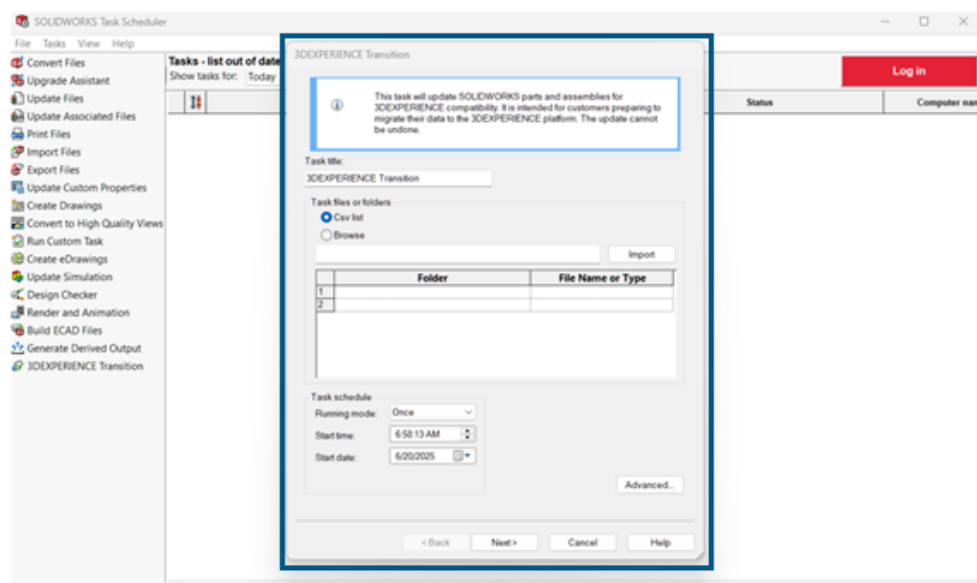 SOLIDWORKS Task Scheduler
File Tasks View Help
Convert Files
Upgrade Assistant
Update Files
Update Associated Files
Print Files
Import Files
Export Files
Update Custom Properties
Create Drawings
Convert to High Quality Views
Run Custom Task
Create eDrawings
Update Simulation
Design Checker
Render and Animation
Build ECAD Files
Generate Derived Output
3DEXPERIENCE Transition
Tasks - list out of date
Show tasks for: Today
Log in
Status
Computer nam
3DEXPERIENCE Transition
This task will update SOLIDWORKS parts and assemblies for
3DEXPERIENCE compatibility. It is intended for customers preparing to
migrate their data to the 3DEXPERIENCE platform. The update cannot
be undone.
Task title:
3DEXPERIENCE Transition
Task files or folders
Csv list
Browse
Import
Folder File Name or Type
1
2
Task schedule
Running mode: Once
Start time: 6:58:13 AM
Start date: 6/20/2025
Advanced...
< Back Next > Cancel Help